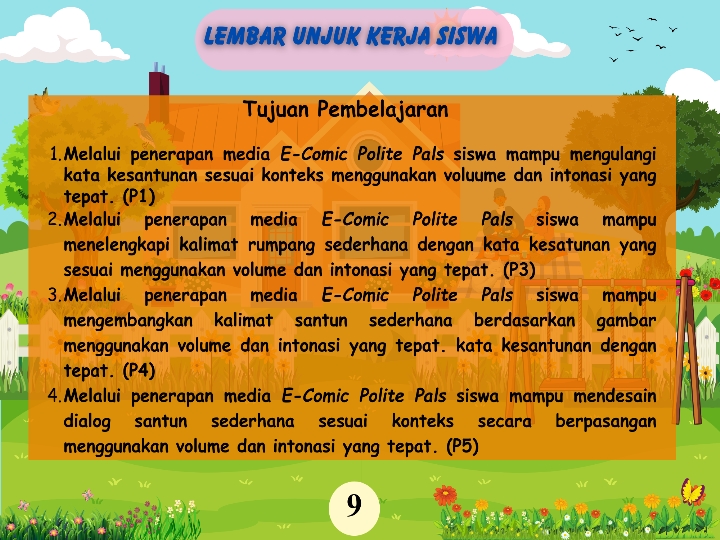 LEMBAR UNJUK KERJA SISWA
Tujuan Pembelajaran
1.Melalui penerapan media E-Comic Polite Pals siswa mampu mengulangi
kata kesantunan sesuai konteks menggunakan voluume dan intonasi yang
tepat. (P1)
2.Melalui penerapan media E-Comic Polite Pals siswa mampu
menelengkapi kalimat rumpang sederhana dengan kata kesatunan yang
sesuai menggunakan volume dan intonasi yang tepat. (P3)
3.Melalui penerapan media E-Comic Polite Pals siswa mampu
mengembangkan kalimat santun sederhana berdasarkan gambar
menggunakan volume dan intonasi yang tepat. kata kesantunan dengan
tepat. (P4)
4.Melalui penerapan media E-Comic Polite Pals siswa mampu mendesain
dialog santun sederhana sesuai konteks secara berpasangan
menggunakan volume dan intonasi yang tepat. (P5)
9